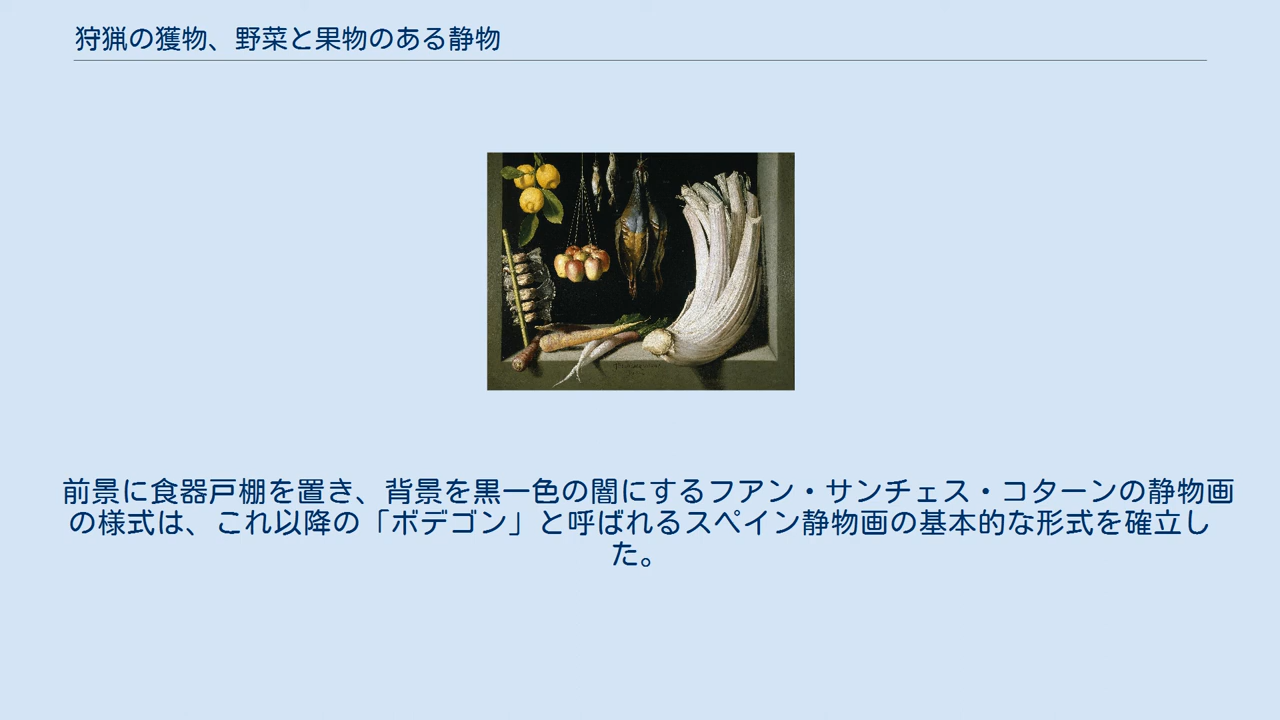 狩猟の獲物、野菜と果物のある静物
前景に食器戸棚を置き、背景を黒一色の闇にするフアン・サンチェス・コターンの静物画
の様式は、これ以降の「ボデゴン」と呼ばれるスペイン静物画の基本的な形式を確立し
た。